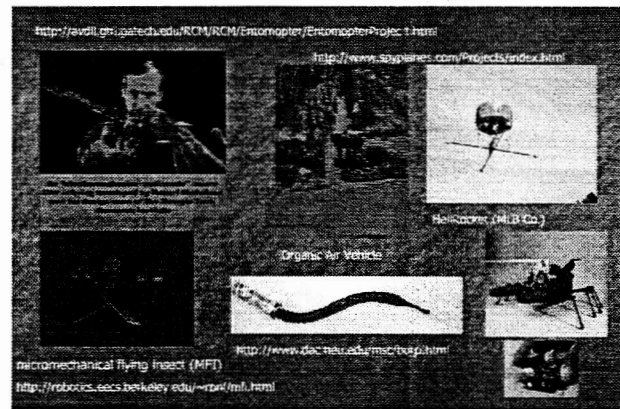 http://avdil.gtri.gatech.edu/RCM/RCM/Entomopter/EntomopterProject.html
http://www.spyplanes.com/Projects/index.html
HeliRocket (MLB Co.)
Organic Air Vehicle
http://www.dac.neu.edu/msc/burp.html
micromechanical flying insect (MFI)
http://robotics.eecs.berkeley.edu/~ronf/mfi.html